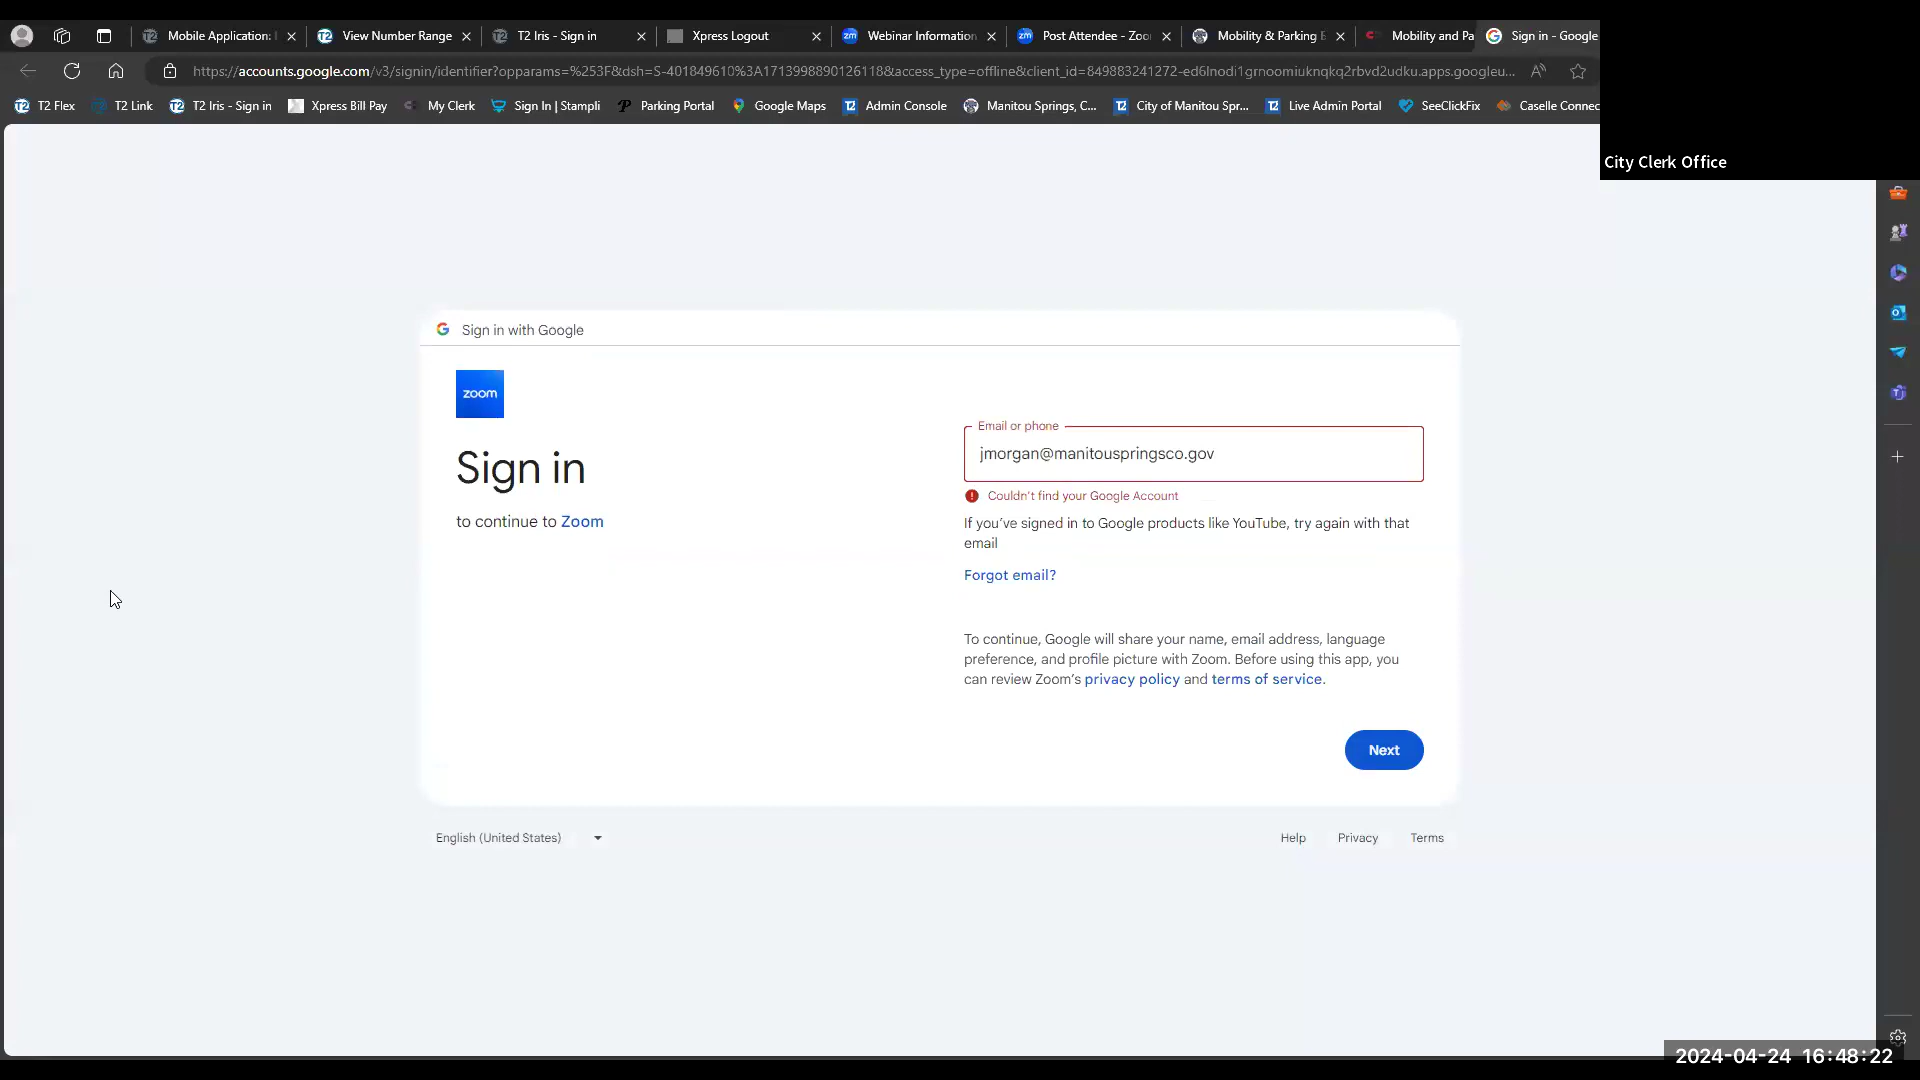 Mobile Application:
View Number Range
T2 Iris - Sign in
Xpress Logout
Webinar Information
Post Attendee - Zoo
Mobility & Parking
Mobility and Pa
Sign in - Google
https://accounts.google.com/v3/signin/identifier?opparams=%253F&dsh=S-401849610%3A1713998890126118&access_type=offline&client_id=849883241272-ed6lnodi1grnoomiuknqkq2rbvd2udku.apps.googleu...
T2 Flex
T2 Link
T2 Iris - Sign in
Xpress Bill Pay
My Clerk
Sign In | Stampli
Parking Portal
Google Maps
Admin Console
Manitou Springs, C...
City of Manitou Spr...
Live Admin Portal
SeeClickFix
Caselle Connec
City Clerk Office
Sign in with Google
zoom
Sign in
to continue to Zoom
Email or phone
jmorgan@manitouspringsco.gov
Couldn't find your Google Account
If you've signed in to Google products like YouTube, try again with that
email
Forgot email?
To continue, Google will share your name, email address, language
preference, and profile picture with Zoom. Before using this app, you
can review Zoom's privacy policy and terms of service.
Next
English (United States)
Help
Privacy
Terms
2024-04-24 16:48:22